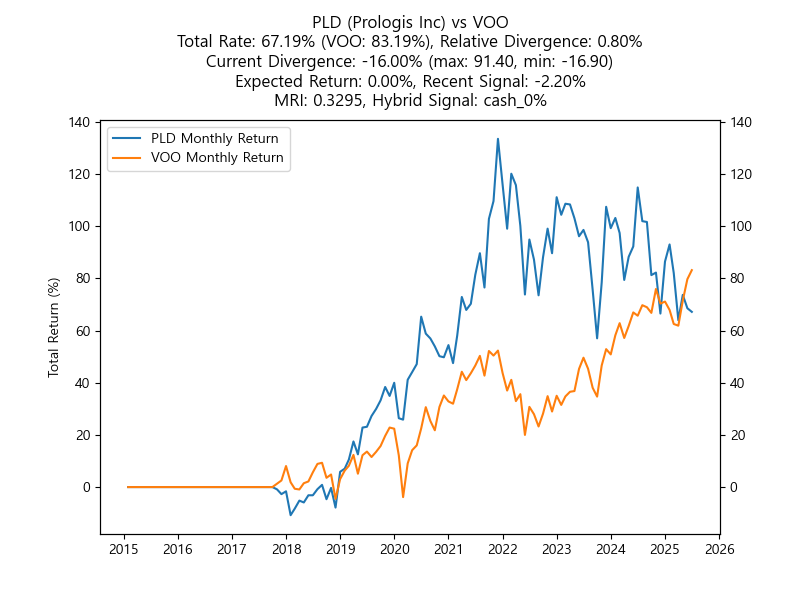 PLD (Prologis Inc) vs VOO
Total Rate: 67.19% (VOO: 83.19%), Relative Divergence: 0.80%
Current Divergence: -16.00% (max: 91.40, min: -16.90)
Expected Return: 0.00%, Recent Signal: -2.20%
MRI: 0.3295, Hybrid Signal: cash_0%
PLD Monthly Return
VOO Monthly Return
Total Return (%)
140
120
100
80
60
40
20
0
140
120
100
80
60
40
20
0
2015 2016 2017 2018 2019 2020 2021 2022 2023 2024 2025 2026